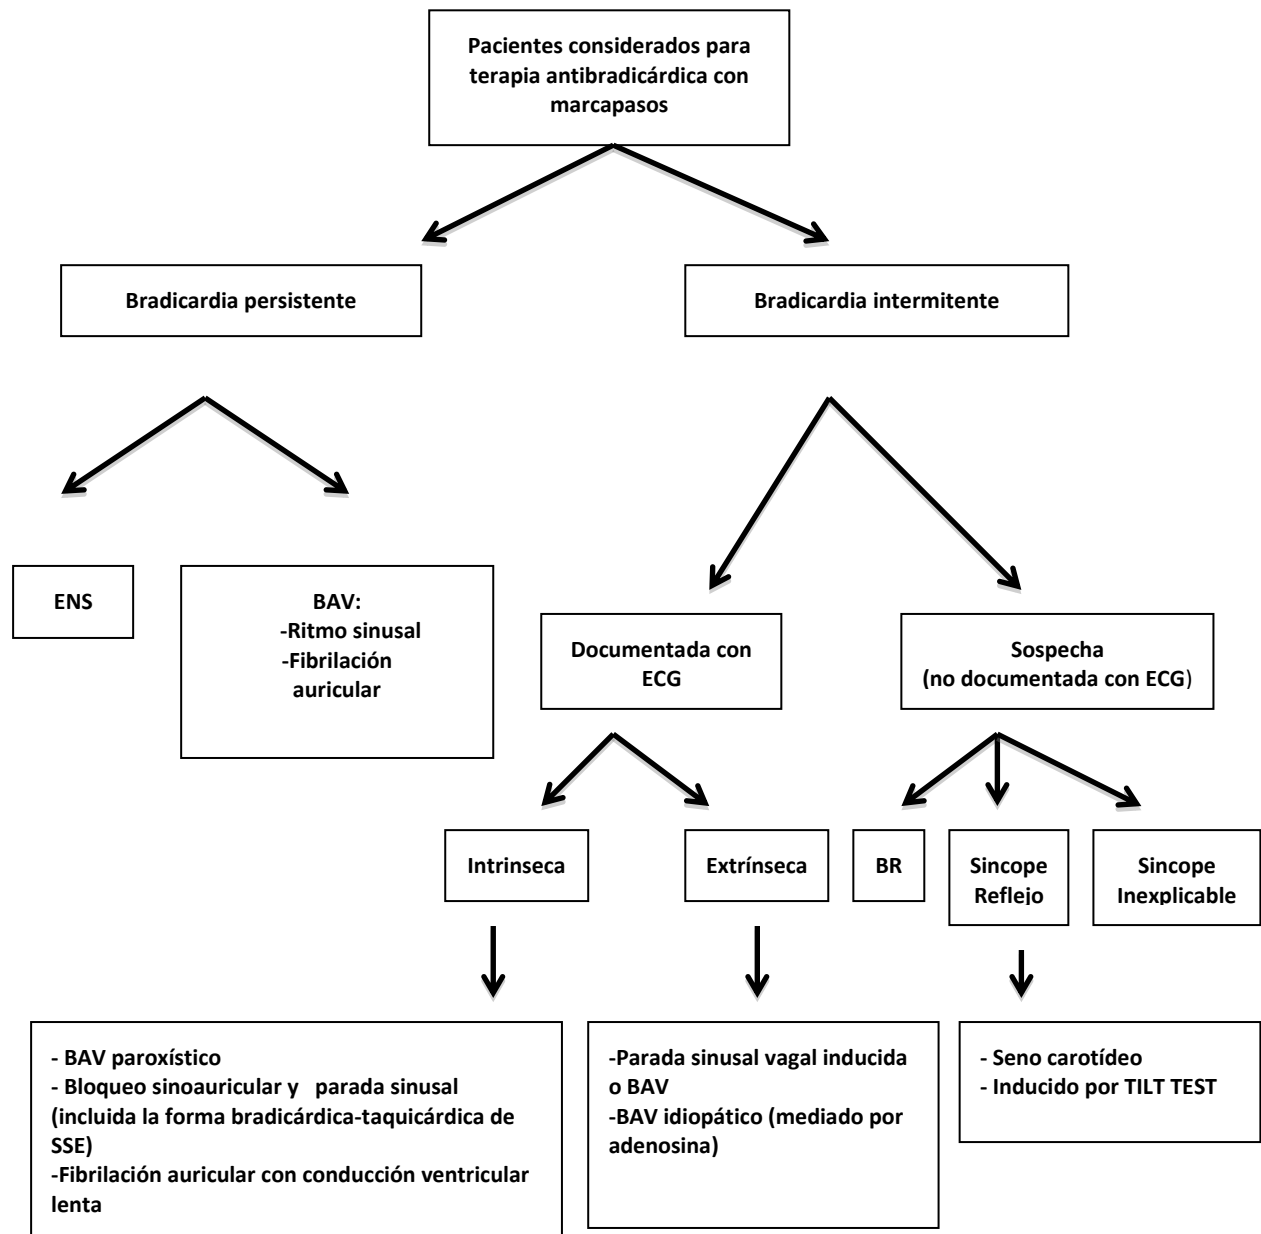 Pacientes considerados para
terapia antibradicárdica con
marcapasos
Bradicardia persistente
Bradicardia intermitente
ENS
BAV:
-Ritmo sinusal
-Fibrilación
auricular
Documentada con
ECG
Sospecha
(no documentada con ECG)
Intrinseca
Extrínseca
BR
Sincope
Reflejo
Sincope
Inexplicable
- BAV paroxístico
- Bloqueo sinoauricular y parada sinusal
(incluida la forma bradicárdica-taquicárdica de
SSE)
-Fibrilación auricular con conducción ventricular
lenta
-Parada sinusal vagal inducida
o BAV
-BAV idiopático (mediado por
adenosina)
- Seno carotídeo
- Inducido por TILT TEST